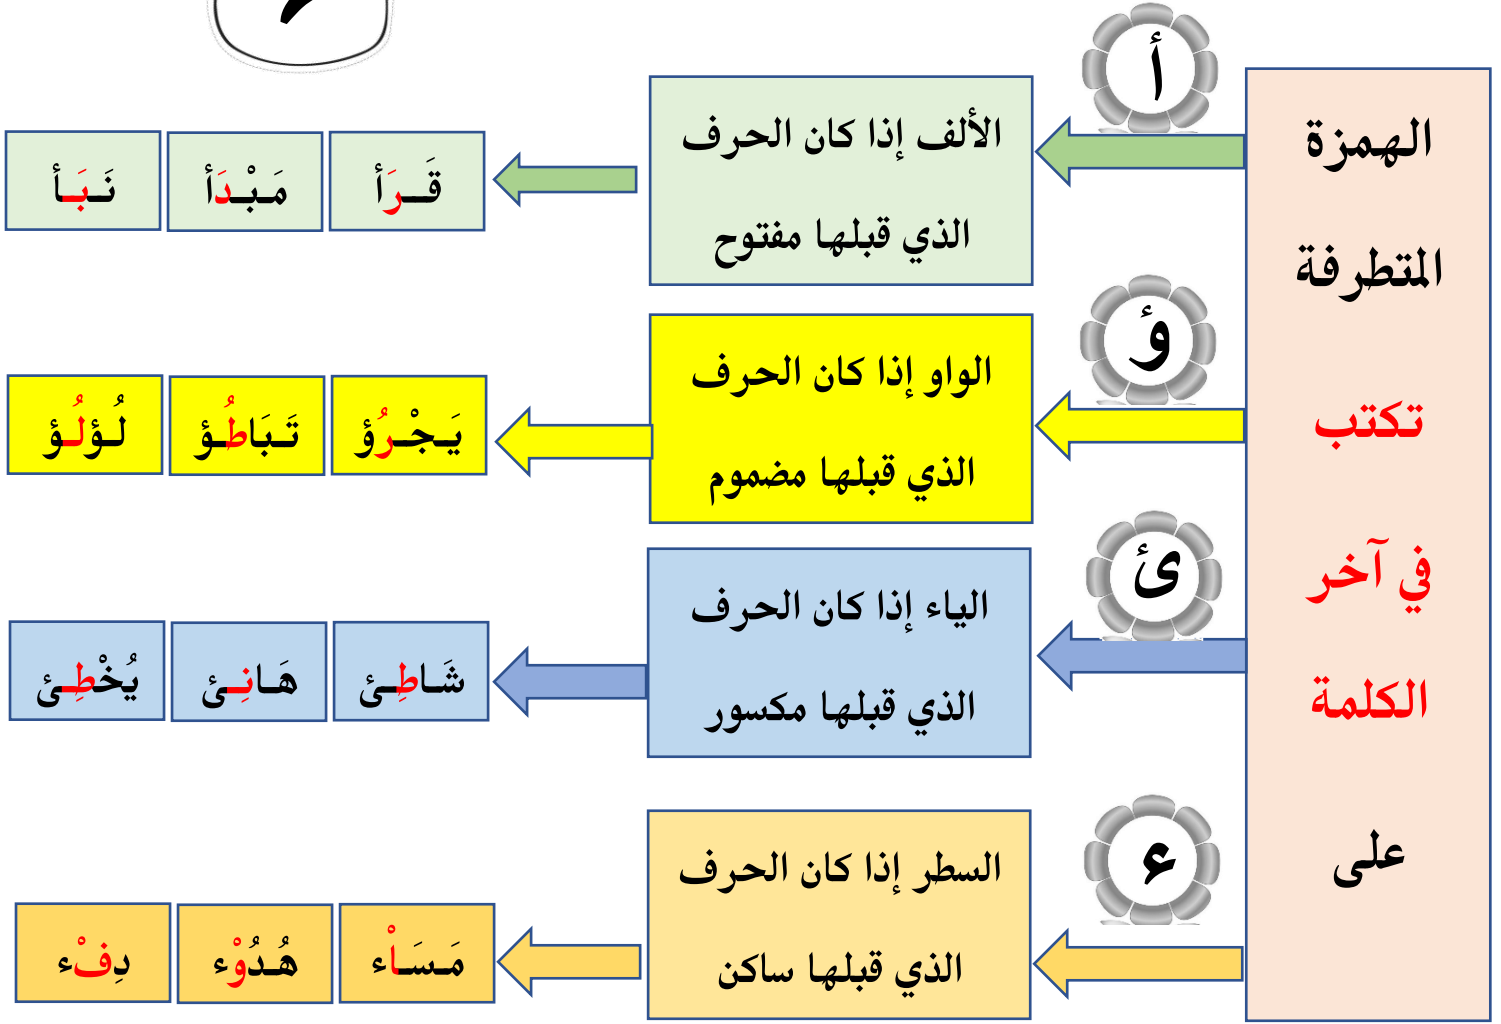 الهمزة
المتطرفة
تكتب
في آخر
الكلمة
على
أ
الألف إذا كان الحرف
الذي قبلها مفتوح
قَـرَأ
مَـبْـدَأ
نَـبَـأ
ؤ
الواو إذا كان الحرف
الذي قبلها مضموم
يَـجْـرُؤ
تَـبَاطُـؤ
لُـؤلُـؤ
ئ
الياء إذا كان الحرف
الذي قبلها مكسور
شَـاطِـئ
هَـانِـئ
يُخْـطِـئ
ء
السطر إذا كان الحرف
الذي قبلها ساكن
مَـسَـاْء
هُـدُوْء
دِفْء